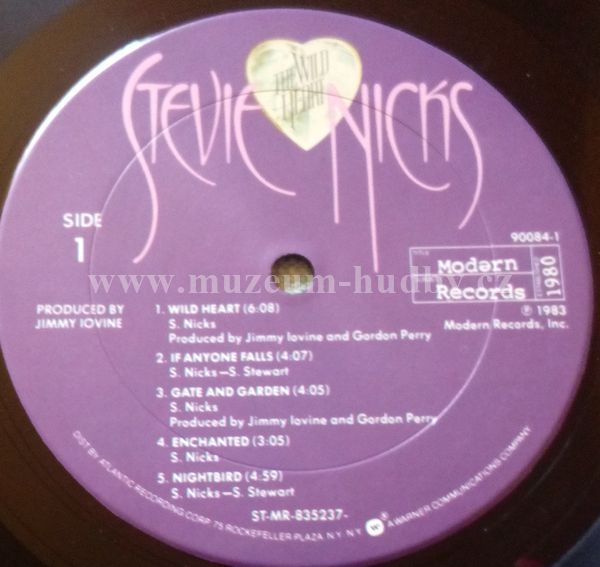 STEVIE NICKS
THE WILD HEART
SIDE
1
90084-1
TITLE
Modern
Records
ESTABLISHED
1980
℗ 1983
Modern Records, Inc.
PRODUCED BY
JIMMY IOVINE
1. WILD HEART (6:08)
S. Nicks
Produced by Jimmy Iovine and Gordon Perry
2. IF ANYONE FALLS (4:07)
S. Nicks—S. Stewart
3. GATE AND GARDEN (4:05)
S. Nicks
Produced by Jimmy Iovine and Gordon Perry
4. ENCHANTED (3:05)
S. Nicks
5. NIGHTBIRD (4:59)
S. Nicks—S. Stewart
ST-MR-835237-
DIST BY ATLANTIC RECORDING CORP. 75 ROCKEFELLER PLAZA N.Y. N.Y. ® A WARNER COMMUNICATIONS COMPANY
www.muzeum-hudby.cz